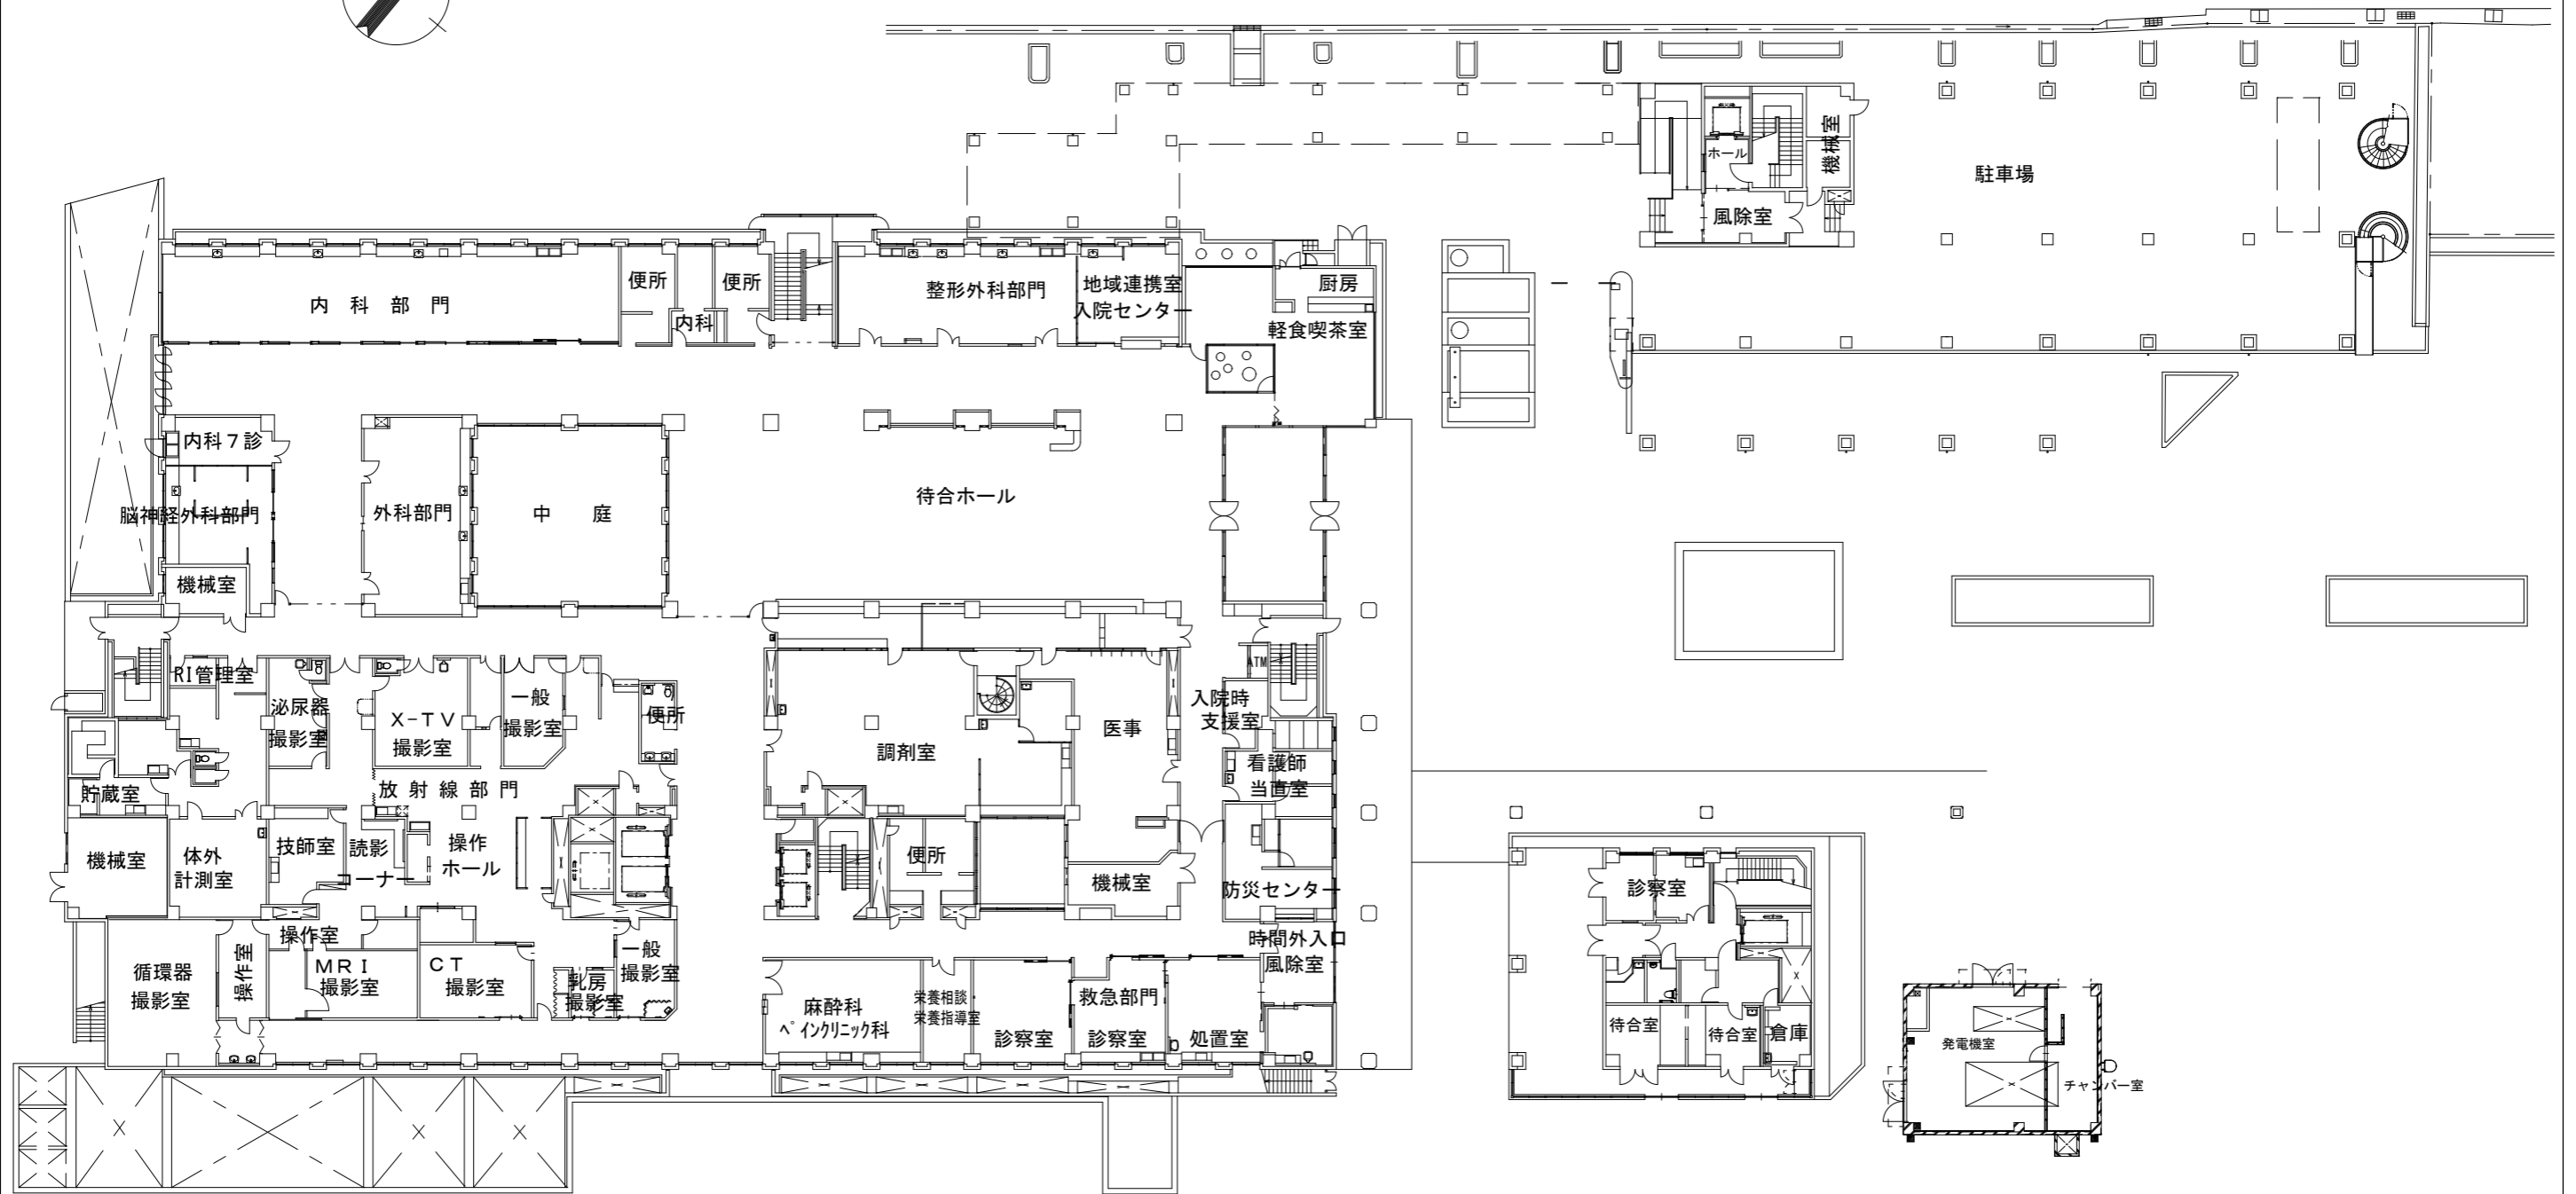 機械室
ホール
駐車場
風除室
内科部門
便所
便所
内科
整形外科部門
地域連携室
入院センター
厨房
軽食喫茶室
内科７診
脳神経外科部門
外科部門
中庭
待合ホール
機械室
RI管理室
泌尿器
撮影室
X-TV
撮影室
一般
撮影室
便所
調剤室
医事
ATM
入院時
支援室
看護師
当直室
貯蔵室
放射線部門
機械室
体外
計測室
技師室
読影
コーナー
操作
ホール
便所
機械室
防災センター
診察室
循環器
撮影室
操作室
操作室
MRI
撮影室
CT
撮影室
乳房
撮影室
一般
撮影室
時間外入口
風除室
麻酔科
ペインクリニック科
栄養相談・
栄養指導室
診察室
救急部門
診察室
処置室
待合室
待合室
倉庫
発電機室
チャンバー室